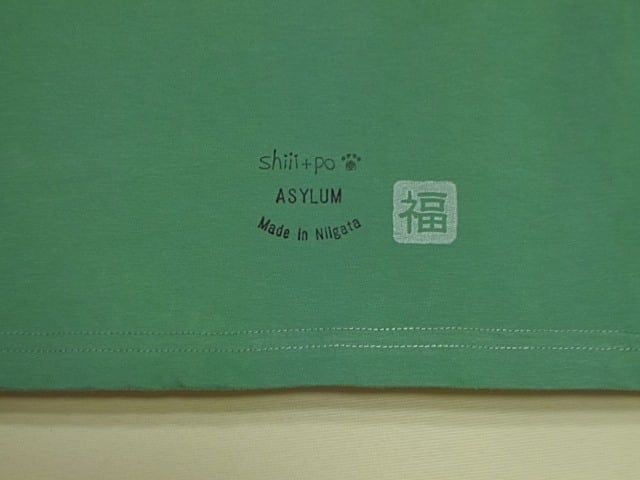 shiii+po
ASYLUM
Made in Niigata
福